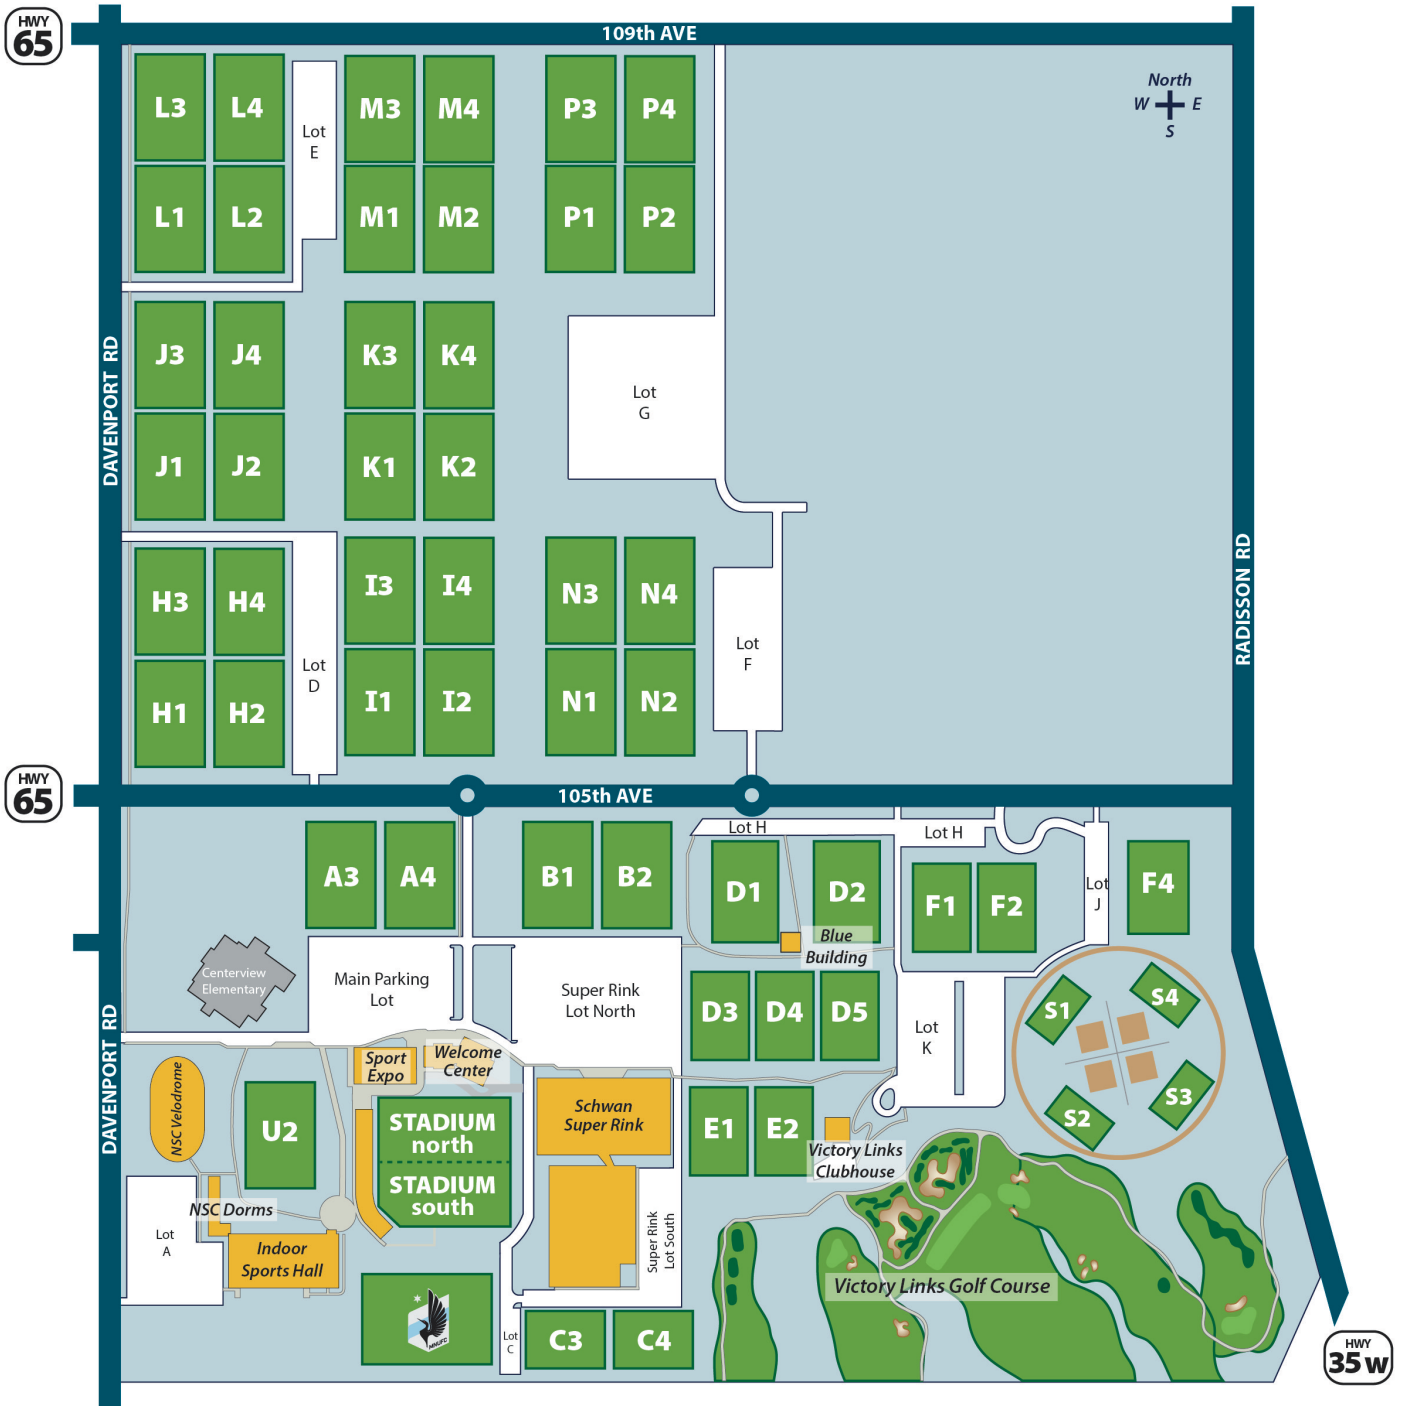 HWY
65
109th AVE
North
W E
S
L3 L4
Lot
E
M3 M4
P3 P4
L1 L2
M1 M2
P1 P2
J3 J4
K3 K4
Lot
G
DAVENPORT RD
J1 J2
K1 K2
RADISSON RD
H3 H4
I3 I4
N3 N4
Lot
F
Lot
D
H1 H2
I1 I2
N1 N2
HWY
65
105th AVE
Lot H
Lot H
A3 A4
B1 B2
D1 D2
F1 F2
Lot
J
F4
Blue
Building
Centerview
Elementary
Main Parking
Lot
Super Rink
Lot North
D3 D4 D5
Lot
K
S1 S4
S2 S3
DAVENPORT RD
NSC Velodrome
Sport
Expo
Welcome
Center
U2
STADIUM
north
STADIUM
south
Schwan
Super Rink
E1 E2
Victory Links
Clubhouse
NSC Dorms
Lot
A
Indoor
Sports Hall
Super Rink
Lot South
Victory Links Golf Course
MNUFC
Lot
C
C3 C4
HWY
35W